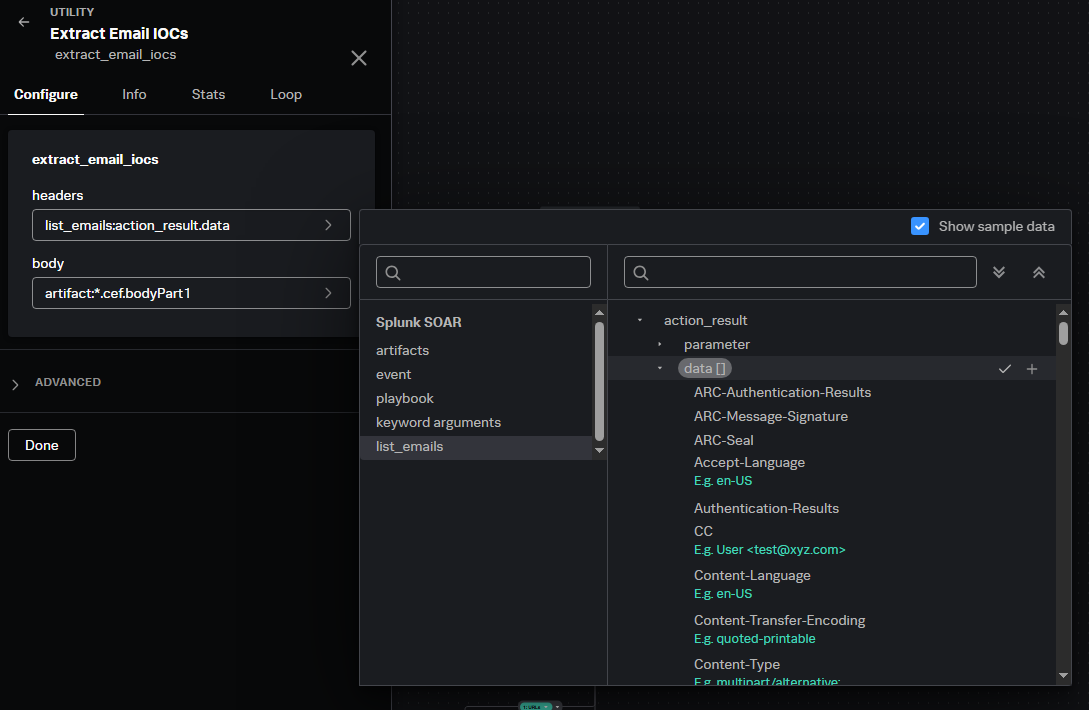 UTILITY
Extract Email IOCs
extract_email_iocs
Configure
Info
Stats
Loop
extract_email_iocs
headers
list_emails:action_result.data
body
artifact:*.cef.bodyPart1
ADVANCED
Done
Show sample data
Splunk SOAR
artifacts
event
playbook
keyword arguments
list_emails
action_result
parameter
data []
ARC-Authentication-Results
ARC-Message-Signature
ARC-Seal
Accept-Language
E.g. en-US
Authentication-Results
CC
E.g. User <test@xyz.com>
Content-Language
E.g. en-US
Content-Transfer-Encoding
E.g. quoted-printable
Content-Type
E.g. multipart/alternative;